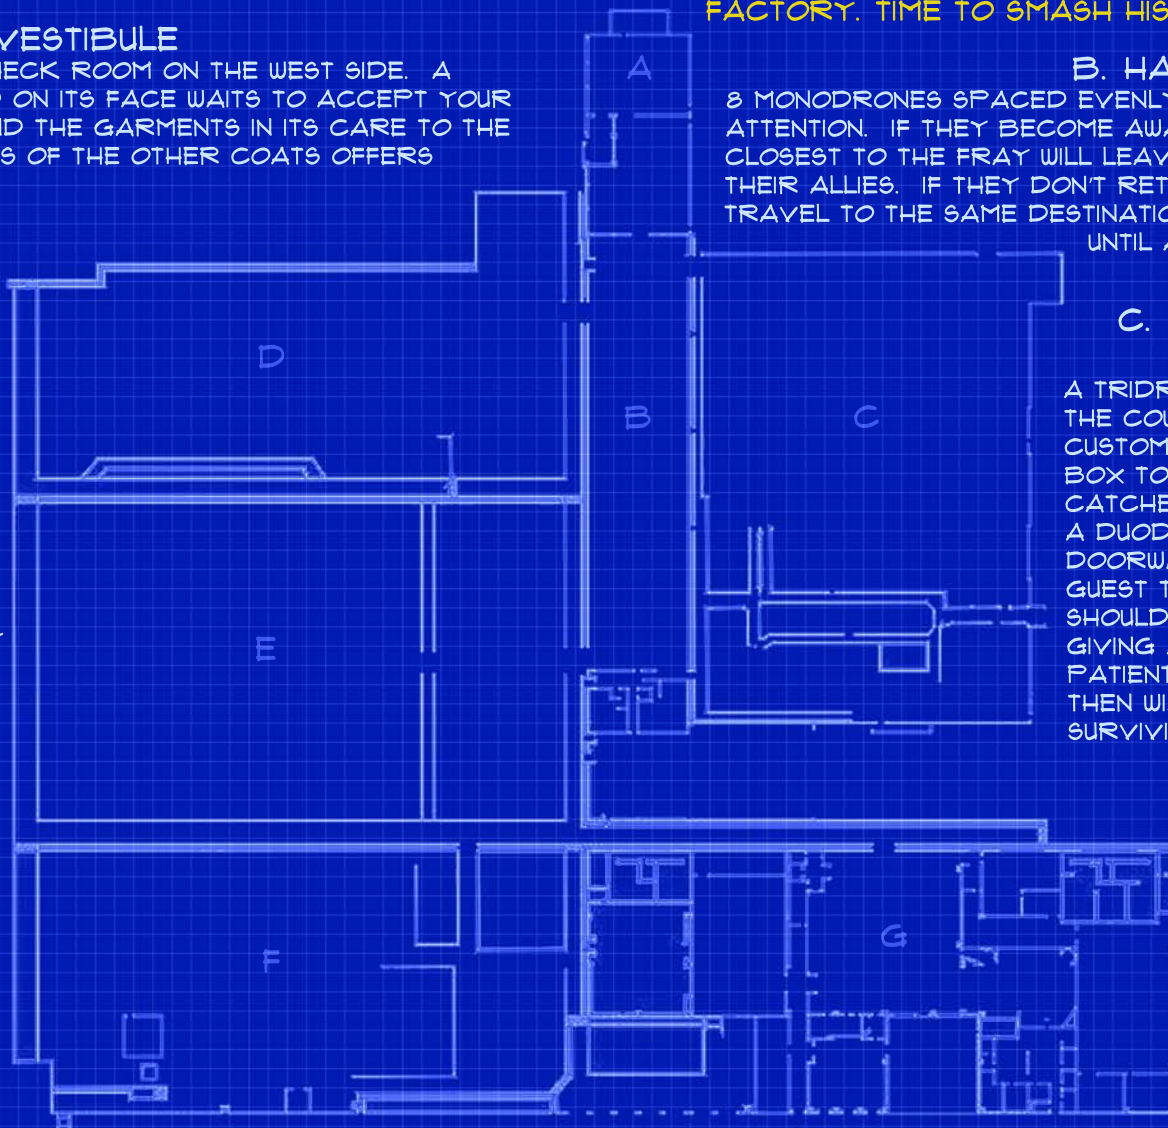 FACTORY. TIME TO SMASH HIS
VESTIBULE
HECK ROOM ON THE WEST SIDE. A
ON ITS FACE WAITS TO ACCEPT YOUR
ND THE GARMENTS IN ITS CARE TO THE
S OF THE OTHER COATS OFFERS
A
B. HA
8 MONODRONES SPACED EVENLY
ATTENTION. IF THEY BECOME AWA
CLOSEST TO THE FRAY WILL LEAV
THEIR ALLIES. IF THEY DON'T RET
TRAVEL TO THE SAME DESTINATIO
UNTIL A
C.
A TRIDR
THE COU
CUSTOM
BOX TO
CATCHE
A DUOD
DOORWA
GUEST T
SHOULD
GIVING
PATIENT
THEN WI
SURVIVI
D
B
C
E
F
G